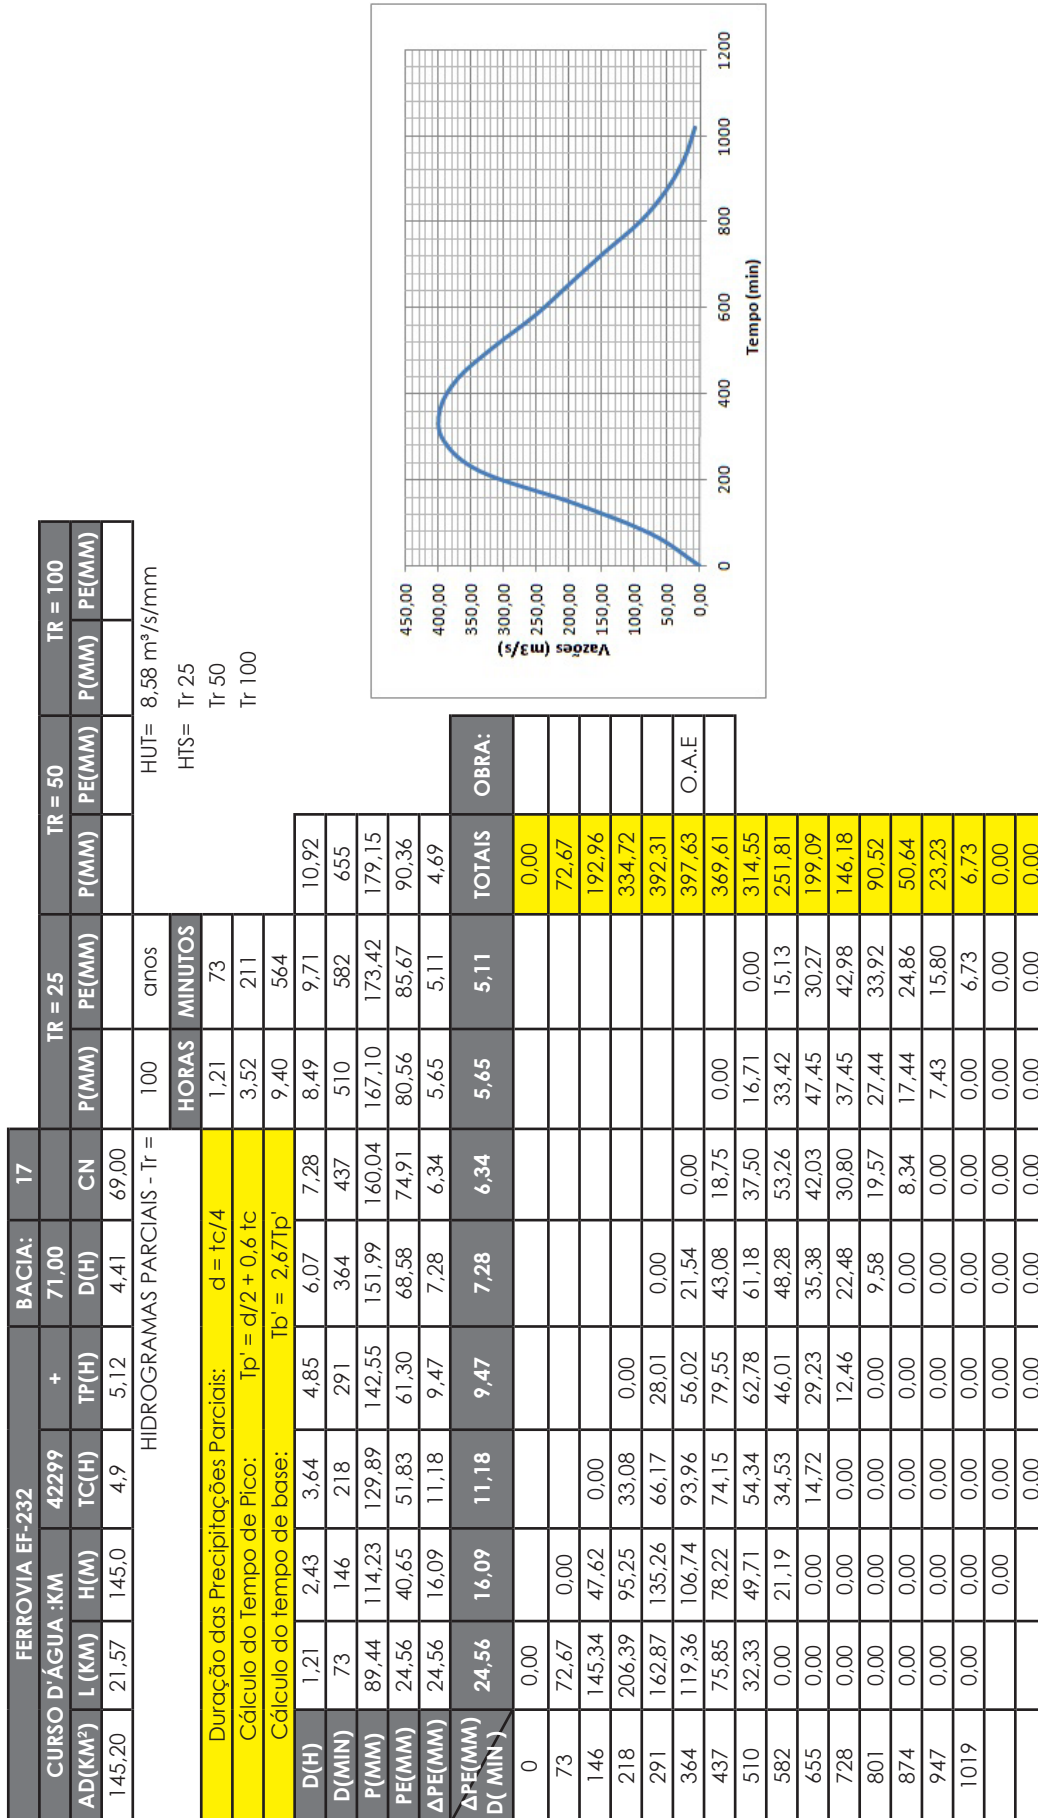 FERROVIA EF-232 BACIA: 17
CURSO D'ÁGUA :KM 42299 + 71,00 TR = 25 TR = 50 TR = 100
AD(KM²) L (KM) H(M) TC(H) TP(H) D(H) CN P(MM) PE(MM) P(MM) PE(MM) P(MM) PE(MM)
145,20 21,57 145,0 4,9 5,12 4,41 69,00
HIDROGRAMAS PARCIAIS - Tr = 100 anos HUT= 8,58 m³/s/mm
HORAS MINUTOS HTS= Tr 25
Duração das Precipitações Parciais: d = tc/4 1,21 73 Tr 50
Cálculo do Tempo de Pico: Tp' = d/2 + 0,6 tc 3,52 211 Tr 100
Cálculo do tempo de base: Tb' = 2,67Tp' 9,40 564
D(H) 1,21 2,43 3,64 4,85 6,07 7,28 8,49 9,71 10,92
D(MIN) 73 146 218 291 364 437 510 582 655
P(MM) 89,44 114,23 129,89 142,55 151,99 160,04 167,10 173,42 179,15
PE(MM) 24,56 40,65 51,83 61,30 68,58 74,91 80,56 85,67 90,36
ΔPE(MM) 24,56 16,09 11,18 9,47 7,28 6,34 5,65 5,11 4,69
ΔPE(MM) D( MIN ) 24,56 16,09 11,18 9,47 7,28 6,34 5,65 5,11 TOTAIS OBRA:
0 0,00 0,00
73 72,67 0,00 72,67
146 145,34 47,62 0,00 192,96
218 206,39 95,25 33,08 0,00 334,72
291 162,87 135,26 66,17 28,01 0,00 392,31
364 119,36 106,74 93,96 56,02 21,54 0,00 397,63 O.A.E
437 75,85 78,22 74,15 79,55 43,08 18,75 0,00 369,61
510 32,33 49,71 54,34 62,78 61,18 37,50 16,71 0,00 314,55
582 0,00 21,19 34,53 46,01 48,28 53,26 33,42 15,13 251,81
655 0,00 0,00 14,72 29,23 35,38 42,03 47,45 30,27 199,09
728 0,00 0,00 0,00 12,46 22,48 30,80 37,45 42,98 146,18
801 0,00 0,00 0,00 0,00 9,58 19,57 27,44 33,92 90,52
874 0,00 0,00 0,00 0,00 0,00 8,34 17,44 24,86 50,64
947 0,00 0,00 0,00 0,00 0,00 0,00 7,43 15,80 23,23
1019 0,00 0,00 0,00 0,00 0,00 0,00 0,00 6,73 6,73
0,00 0,00 0,00 0,00 0,00 0,00 0,00 0,00
0,00 0,00 0,00 0,00 0,00 0,00 0,00
Vazões (m3/s)
450,00
400,00
350,00
300,00
250,00
200,00
150,00
100,00
50,00
0,00
0 200 400 600 800 1000 1200
Tempo (min)